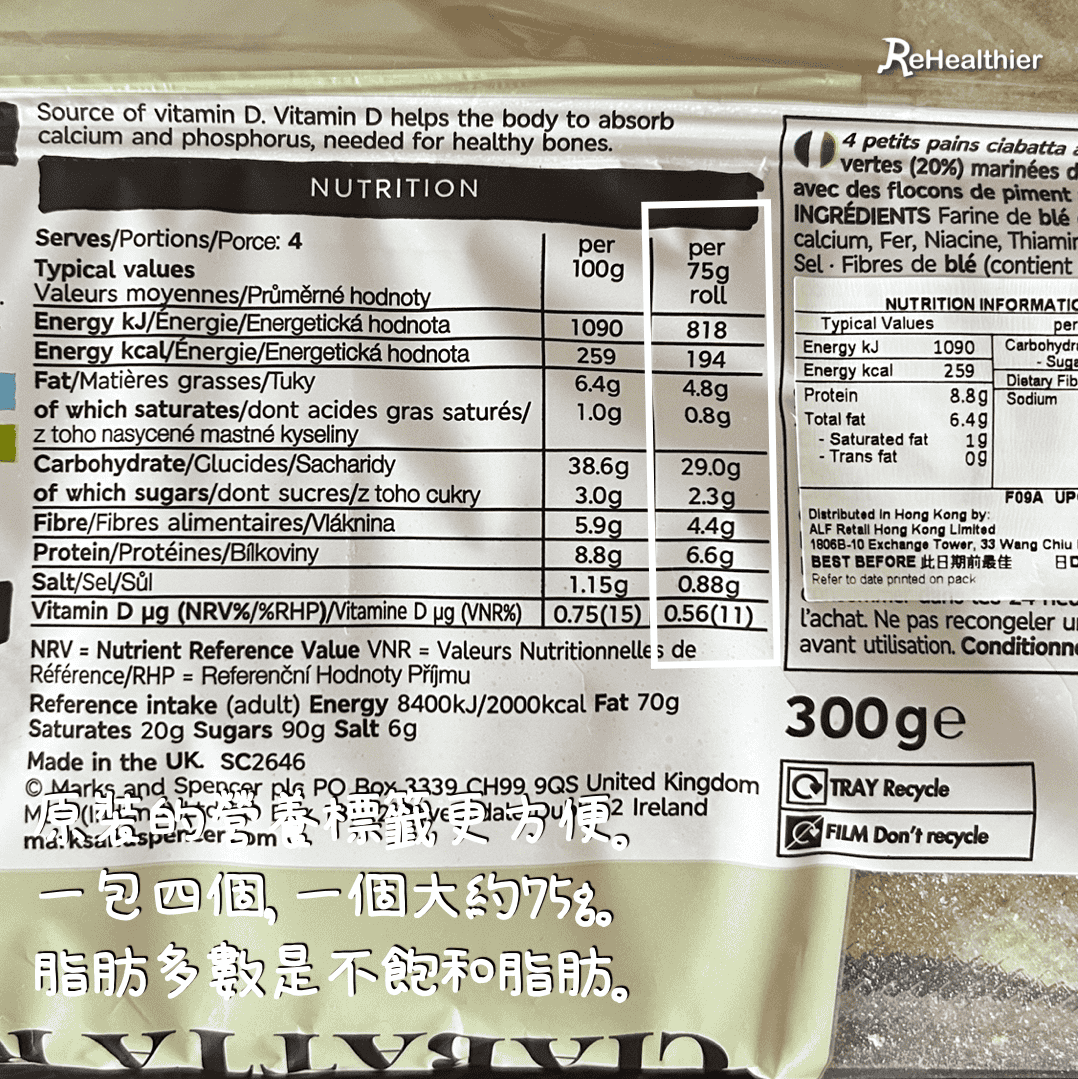 ReHealthier
Source of vitamin D. Vitamin D helps the body to absorb
calcium and phosphorus, needed for healthy bones.
NUTRITION
Serves/Portions/Porce: 4
Typical values
Valeurs moyennes/Průměrné hodnoty
per 100g
per 75g roll
Energy kJ/Énergie/Energetická hodnota 1090 818
Energy kcal/Énergie/Energetická hodnota 259 194
Fat/Matières grasses/Tuky 6.4g 4.8g
of which saturates/dont acides gras saturés/ 1.0g 0.8g
z toho nasycené mastné kyseliny
Carbohydrate/Glucides/Sacharidy 38.6g 29.0g
of which sugars/dont sucres/z toho cukry 3.0g 2.3g
Fibre/Fibres alimentaires/Vláknina 5.9g 4.4g
Protein/Protéines/Bílkoviny 8.8g 6.6g
Salt/Sel/Sůl 1.15g 0.88g
Vitamin D µg (NRV%/%RHP)/Vitamine D µg (VNR%) 0.75(15) 0.56(11)
NRV = Nutrient Reference Value VNR = Valeurs Nutritionnelles de
Référence/RHP = Referenční Hodnoty Příjmu
Reference intake (adult) Energy 8400kJ/2000kcal Fat 70g
Saturates 20g Sugars 90g Salt 6g
Made in the UK. SC2646
© Marks and Spencer plc PO Box 3339 CH99 9QS United Kingdom
2 Ireland
原裝的營養標籤更方便。
一包四個, 一個大約75g。
脂肪多數是不飽和脂肪。
4 petits pains ciabatta
vertes (20%) marinées
avec des flocons de piment
INGRÉDIENTS Farine de blé
calcium, Fer, Niacine,
Sel · Fibres de blé (contient
NUTRITION
Typical Values per
Energy kJ 1090
Energy kcal 259
Protein 8.8g
Total fat 6.4g
- Saturated fat 1g
- Trans fat 0g
Dietary
Sodium
F09A
Distributed in Hong Kong by:
ALF Retail Hong Kong Limited
1806B-10 Exchange Tower, 33 Wang Chiu
BEST BEFORE 此日期前最佳
Refer to date printed on pack
l'achat. Ne pas recongeler
avant utilisation.
300g e
TRAY Recycle
FILM Don't recycle
CIABATTA